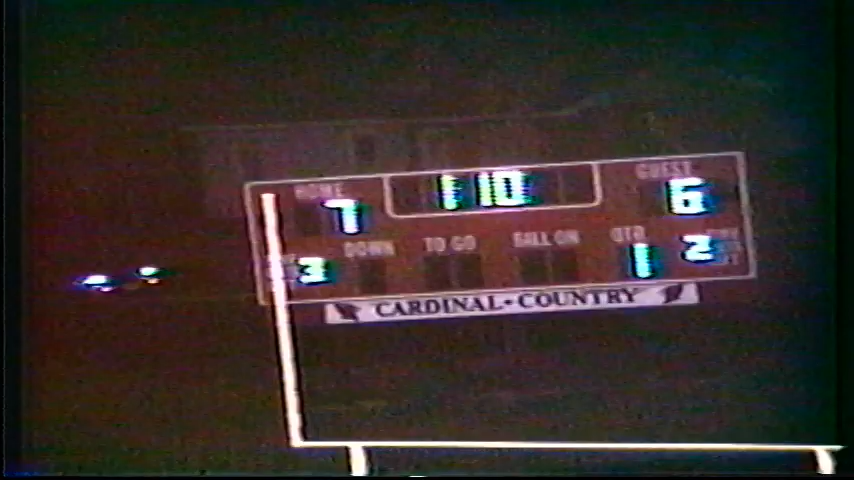 HOME 1 10 GUEST
7 6
DOWN TO GO BALL ON QTR
3 1 2
CARDINAL•COUNTRY